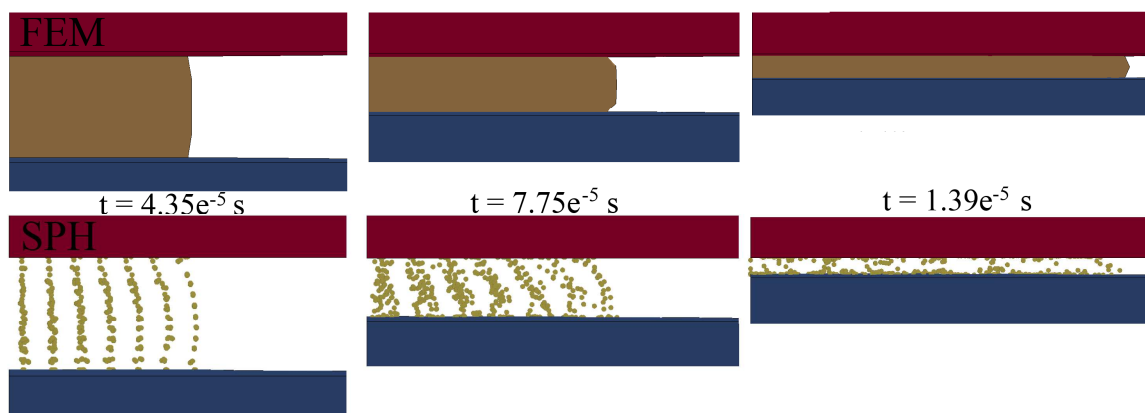 FEM
t = 4.35e⁻⁵ s
t = 7.75e⁻⁵ s
t = 1.39e⁻⁵ s
SPH